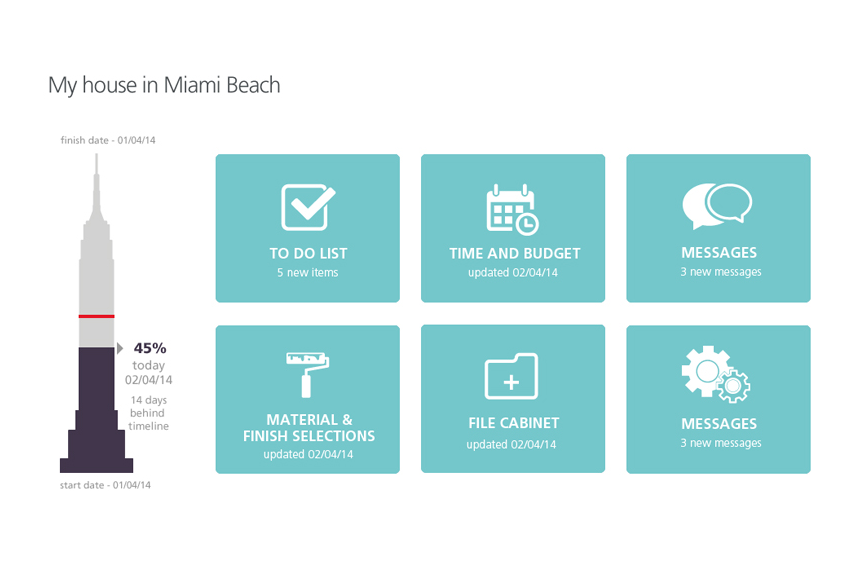 My house in Miami Beach
finish date - 01/04/14
45%
today
02/04/14
14 days
behind
timeline
start date - 01/04/14
TO DO LIST
5 new items
TIME AND BUDGET
updated 02/04/14
MESSAGES
3 new messages
MATERIAL &
FINISH SELECTIONS
updated 02/04/14
FILE CABINET
updated 02/04/14
MESSAGES
3 new messages